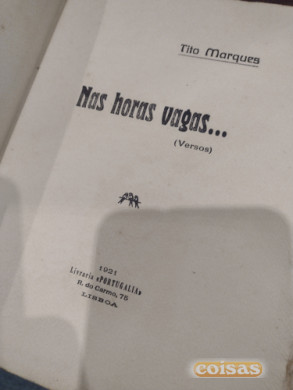 Tito Marques
Nas horas vagas...
(Versos)
1921
Livraria «PORTUGALIA»
R. do Carmo, 75
LISBOA
coisas